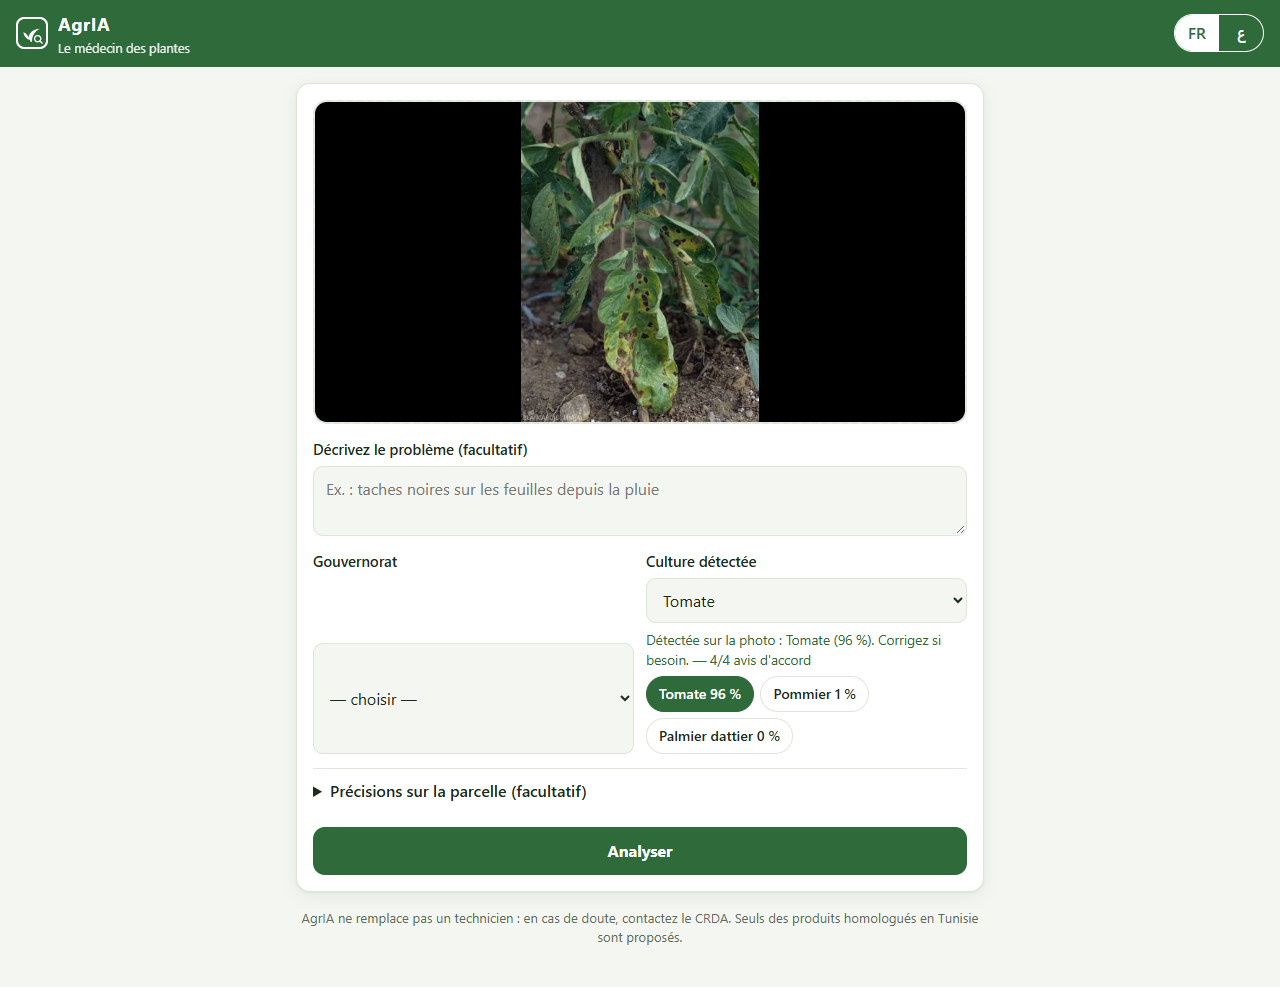 AgrIA
Le médecin des plantes
FR
ع
Décrivez le problème (facultatif)
Ex. : taches noires sur les feuilles depuis la pluie
Gouvernorat
Culture détectée
— choisir —
Tomate
Détectée sur la photo : Tomate (96 %). Corrigez si
besoin. — 4/4 avis d'accord
Tomate 96 %
Pommier 1 %
Palmier dattier 0 %
Précisions sur la parcelle (facultatif)
Analyser
AgrIA ne remplace pas un technicien : en cas de doute, contactez le CRDA. Seuls des produits homologués en Tunisie
sont proposés.